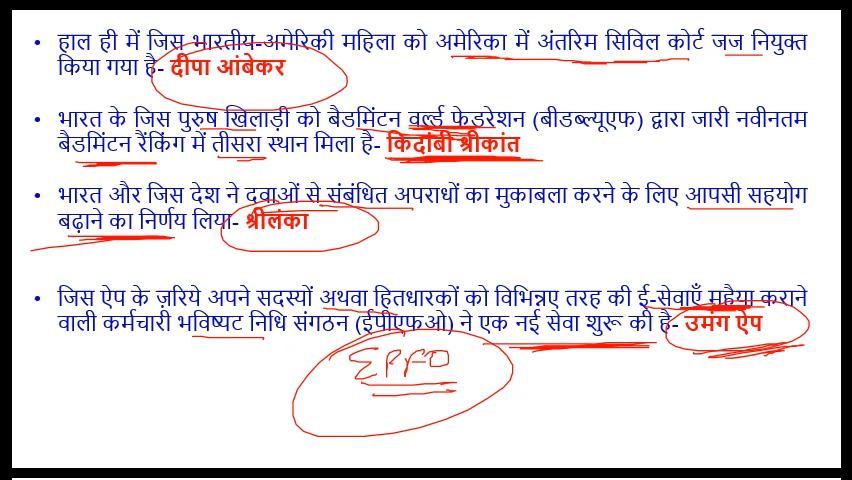 • हाल ही में जिस भारतीय-अमेरिकी महिला को अमेरिका में अंतरिम सिविल कोर्ट जज नियुक्त
किया गया है- दीपा आंबेकर
• भारत के जिस पुरुष खिलाड़ी को बैडमिंटन वर्ल्ड फेडरेशन (बीडब्ल्यूएफ) द्वारा जारी नवीनतम
बैडमिंटन रैंकिंग में तीसरा स्थान मिला है- किदांबी श्रीकांत
• भारत और जिस देश ने दवाओं से संबंधित अपराधों का मुकाबला करने के लिए आपसी सहयोग
बढ़ाने का निर्णय लिया- श्रीलंका
• जिस ऐप के ज़रिये अपने सदस्यों अथवा हितधारकों को विभिन्नए तरह की ई-सेवाएँ मुहैया कराने
वाली कर्मचारी भविष्यट निधि संगठन (ईपीएफओ) ने एक नई सेवा शुरू की है- उमंग ऐप
EPFO